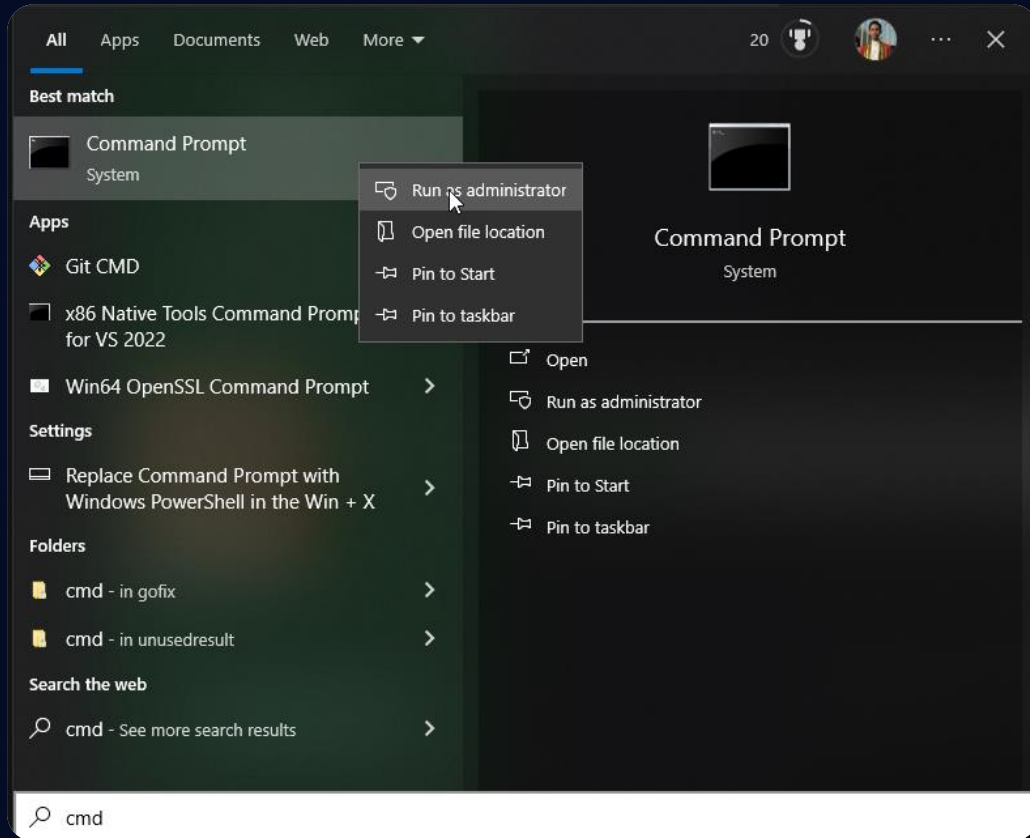 All Apps Documents Web More 20
Best match
Command Prompt
System
Run as administrator
Open file location
Pin to Start
Pin to taskbar
Apps
Git CMD
x86 Native Tools Command Promp
for VS 2022
Win64 OpenSSL Command Prompt
Settings
Replace Command Prompt with
Windows PowerShell in the Win + X
Folders
cmd - in gofix
cmd - in unusedresult
Search the web
cmd - See more search results
Command Prompt
System
Open
Run as administrator
Open file location
Pin to Start
Pin to taskbar
cmd